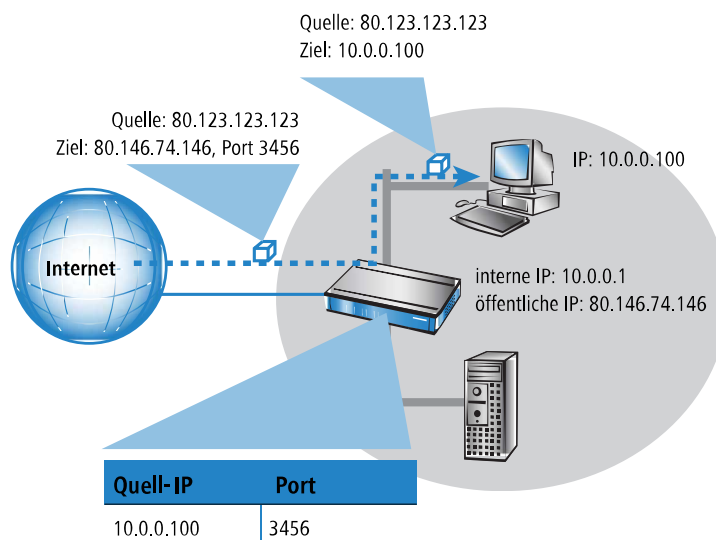 Quelle: 80.123.123.123
Ziel: 10.0.0.100
Quelle: 80.123.123.123
Ziel: 80.146.74.146, Port 3456
IP: 10.0.0.100
Internet
interne IP: 10.0.0.1
öffentliche IP: 80.146.74.146
Quell-IP Port
10.0.0.100 3456